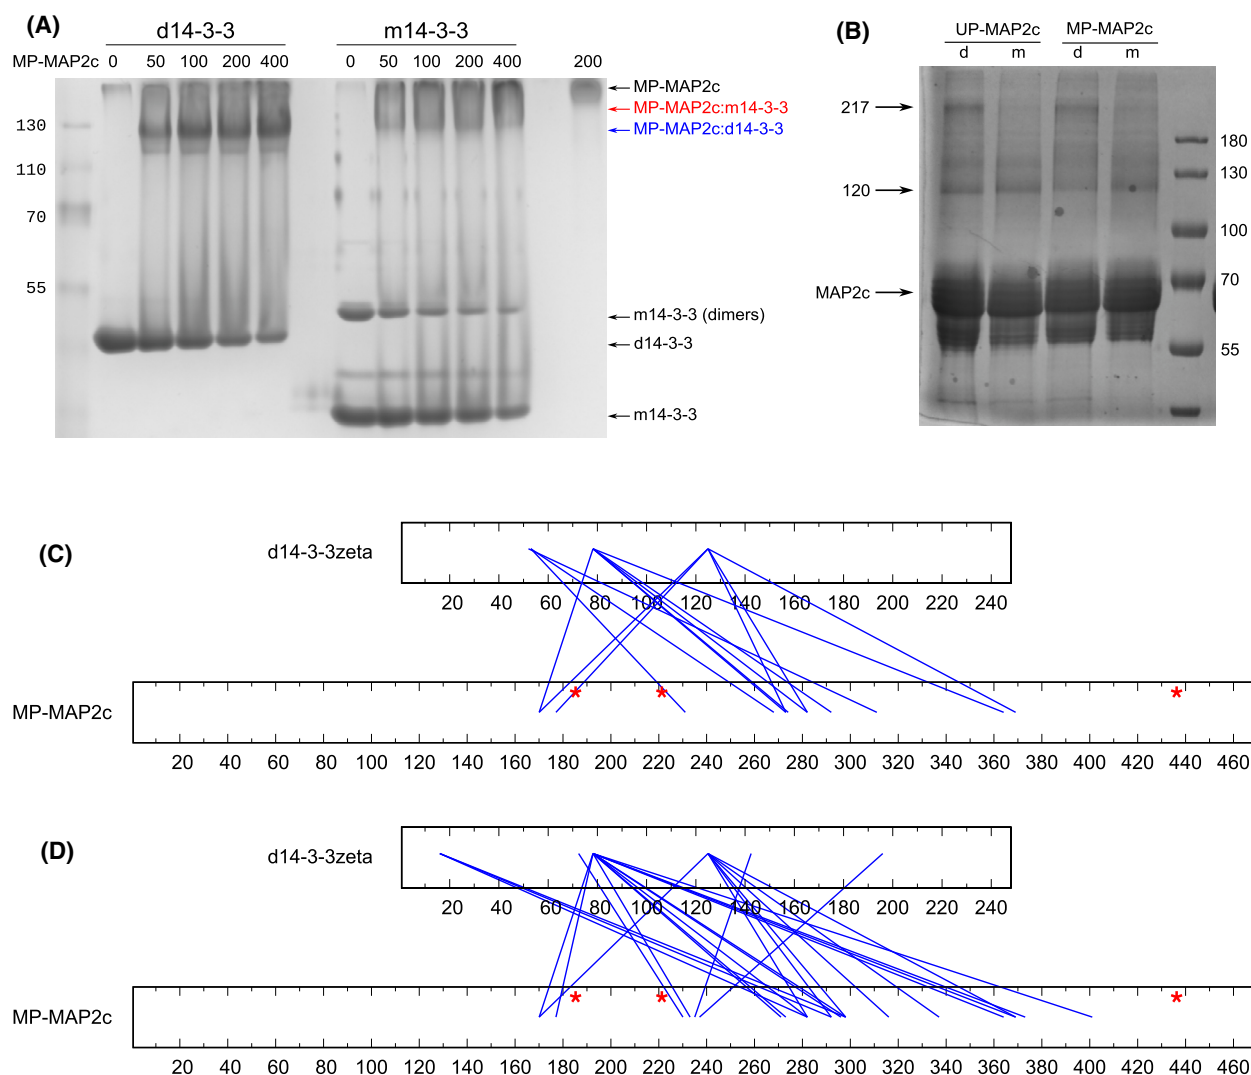 (A)
d14-3-3 m14-3-3
MP-MAP2c 0 50 100 200 400 0 50 100 200 400 200
MP-MAP2c
MP-MAP2c:m14-3-3
MP-MAP2c:d14-3-3
130
110
70
55
m14-3-3 (dimers)
d14-3-3
m14-3-3
(B)
UP-MAP2c MP-MAP2c
d m d m
217
120
MAP2c
180
130
100
70
55
(C)
d14-3-3zeta
20 40 60 80 100 120 140 160 180 200 220 240
* * *
MP-MAP2c
20 40 60 80 100 120 140 160 180 200 220 240 260 280 300 320 340 360 380 400 420 440 460
(D)
d14-3-3zeta
20 40 60 80 100 120 140 160 180 200 220 240
* * *
MP-MAP2c
20 40 60 80 100 120 140 160 180 200 220 240 260 280 300 320 340 360 380 400 420 440 460